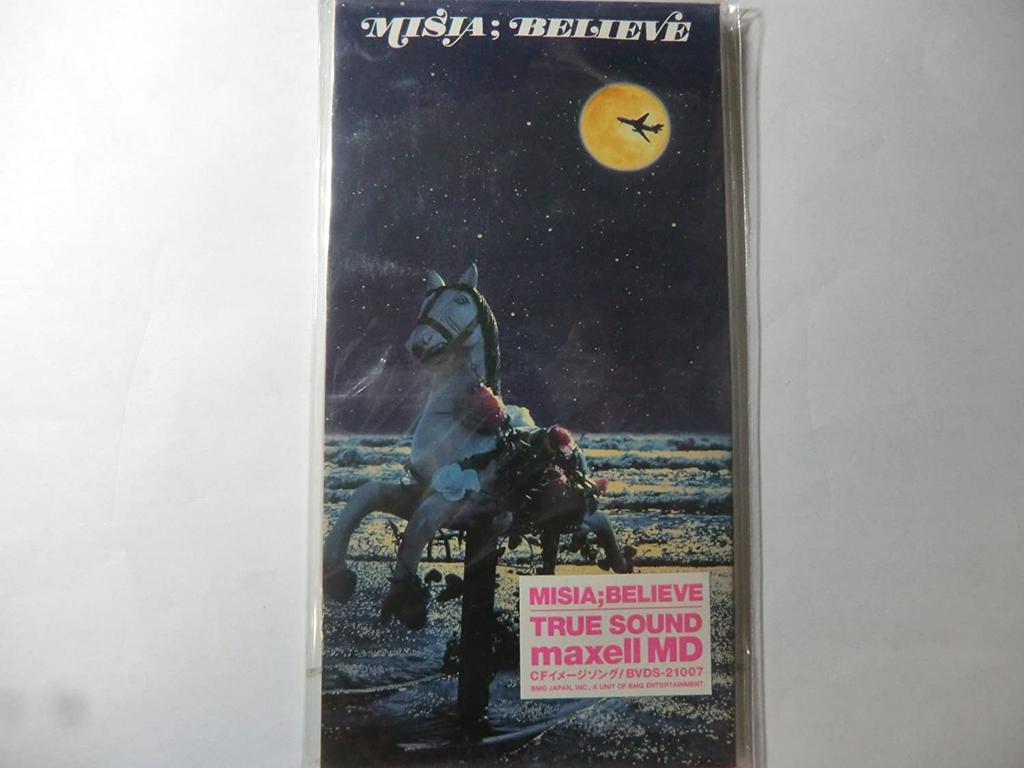 MISIA; BELIEVE
MISIA;BELIEVE
TRUE SOUND
maxell MD
CFイメージソング/BVDS-21007
BMG JAPAN, INC., A UNIT OF BMG ENTERTAINMENT.